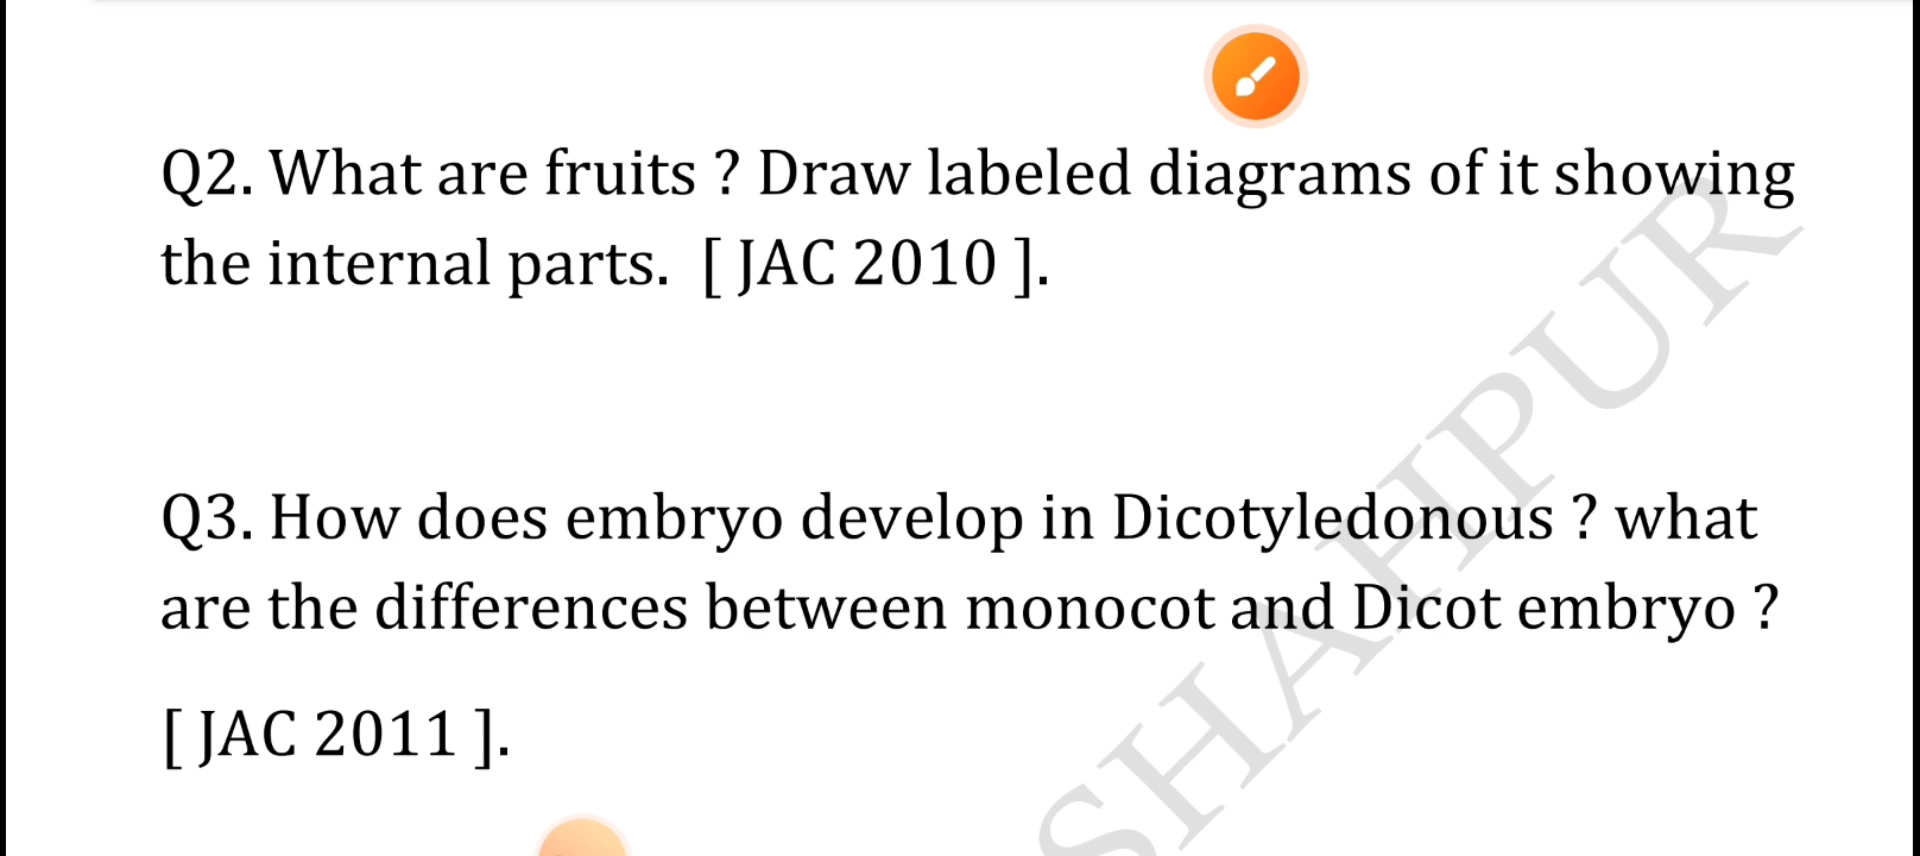 Q2. What are fruits ? Draw labeled diagrams of it showing
the internal parts. [ JAC 2010 ].
Q3. How does embryo develop in Dicotyledonous ? what
are the differences between monocot and Dicot embryo ?
[ JAC 2011 ].
SHAHPUR